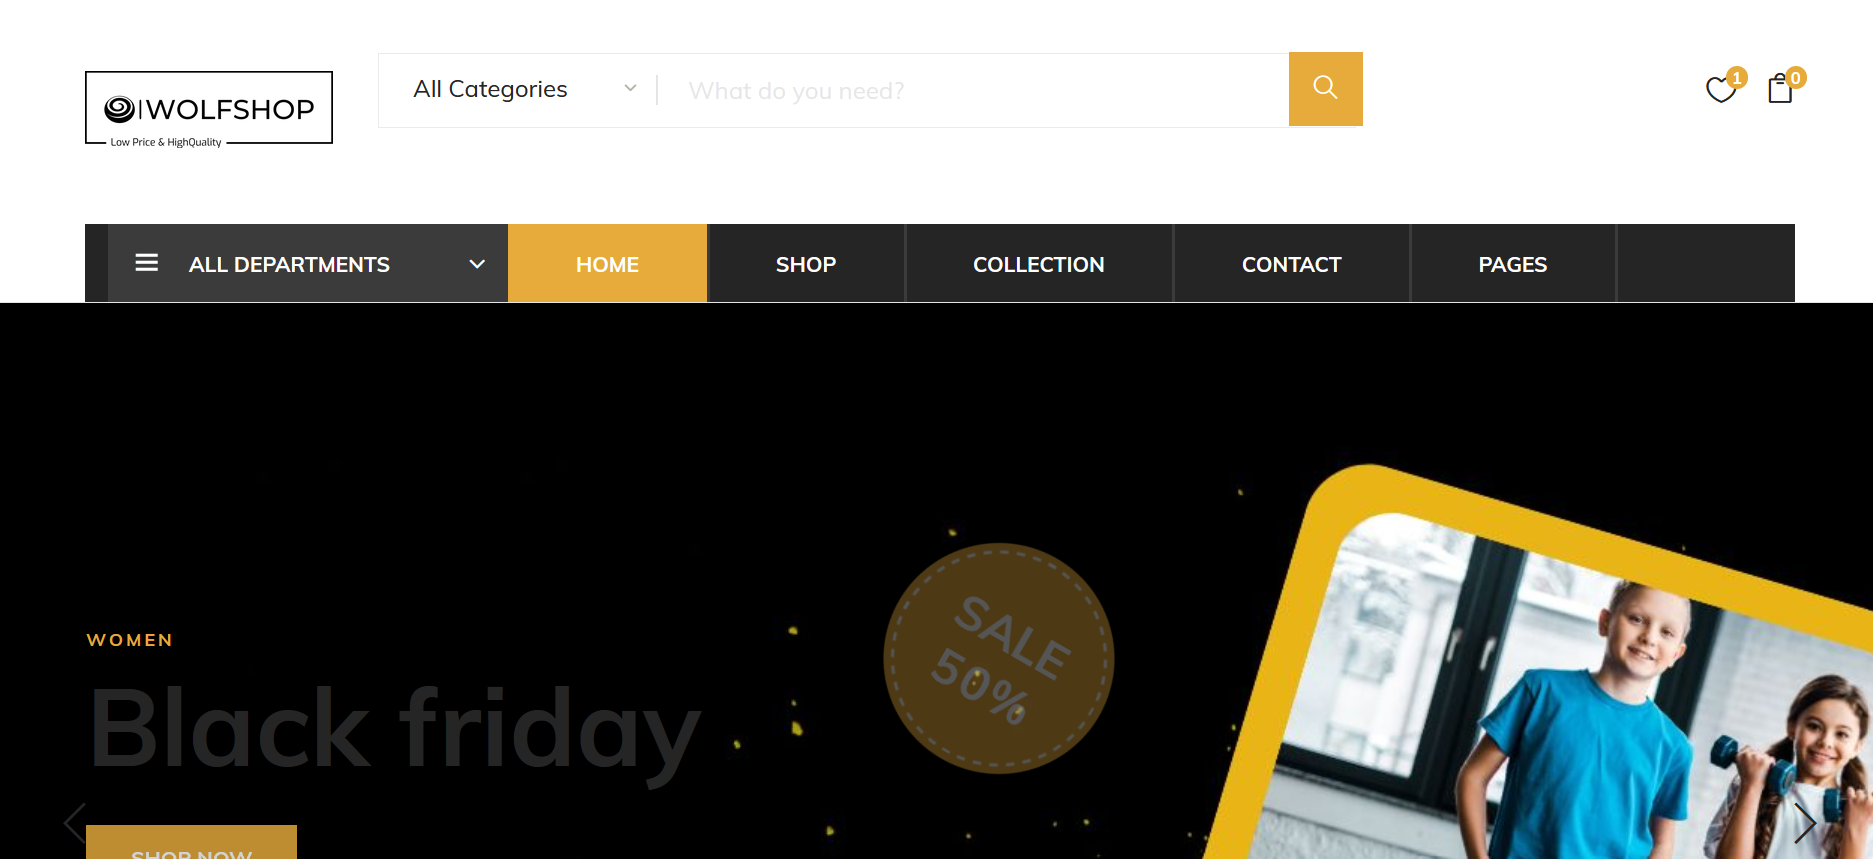 WOLFSHOP
Low Price & HighQuality
All Categories
What do you need?
1
0
ALL DEPARTMENTS
HOME
SHOP
COLLECTION
CONTACT
PAGES
WOMEN
Black friday
SALE
50%
SHOP NOW